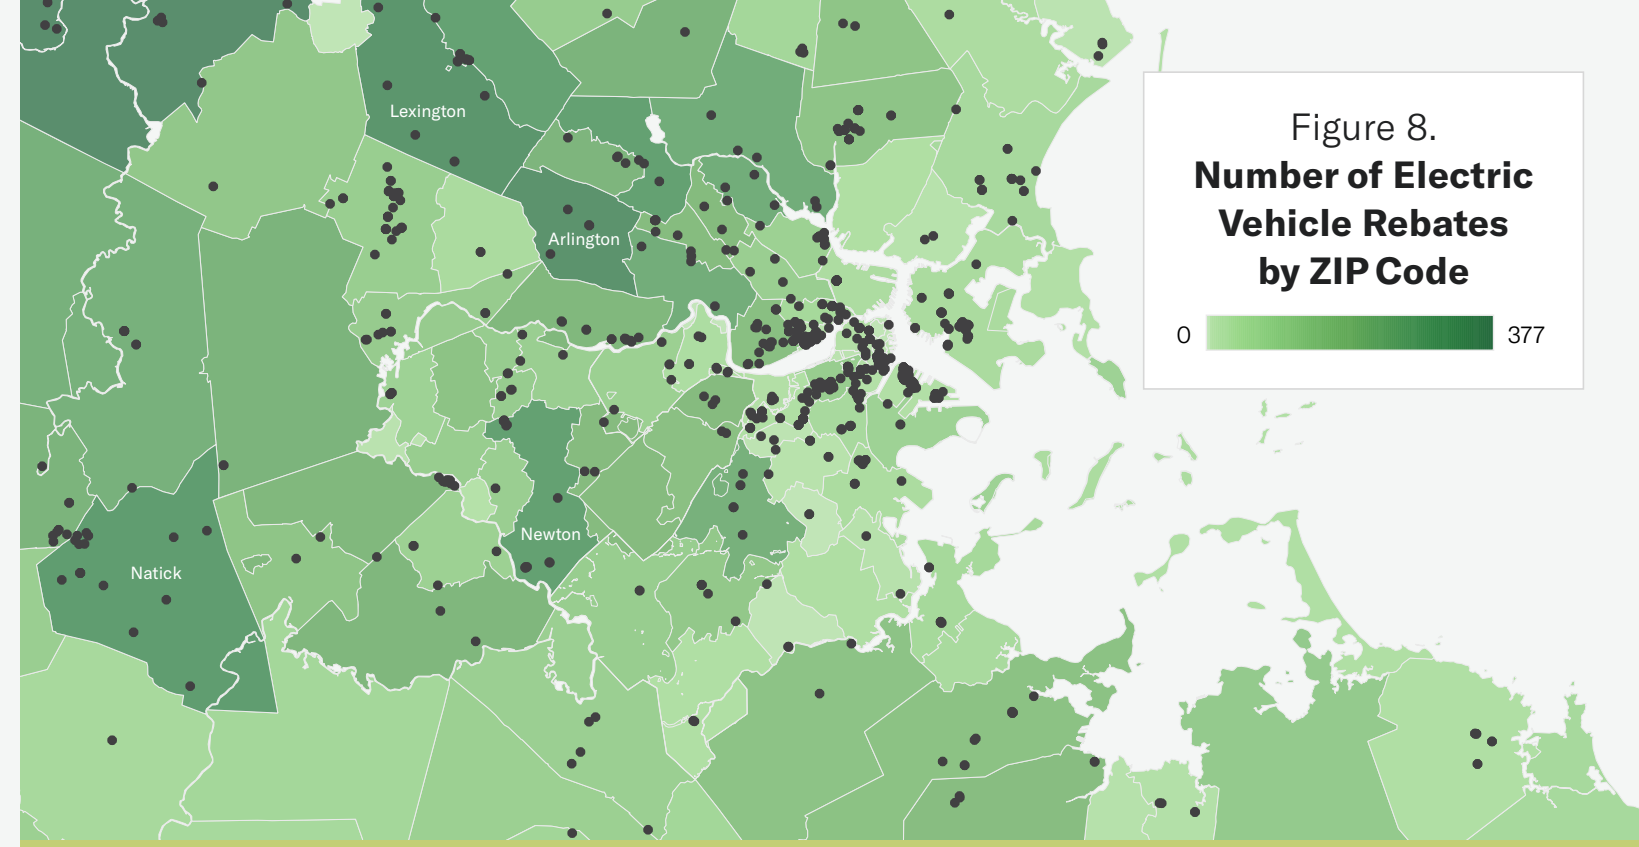 Figure 8.
Number of Electric
Vehicle Rebates
by ZIP Code
0
377
Lexington
Arlington
Newton
Natick